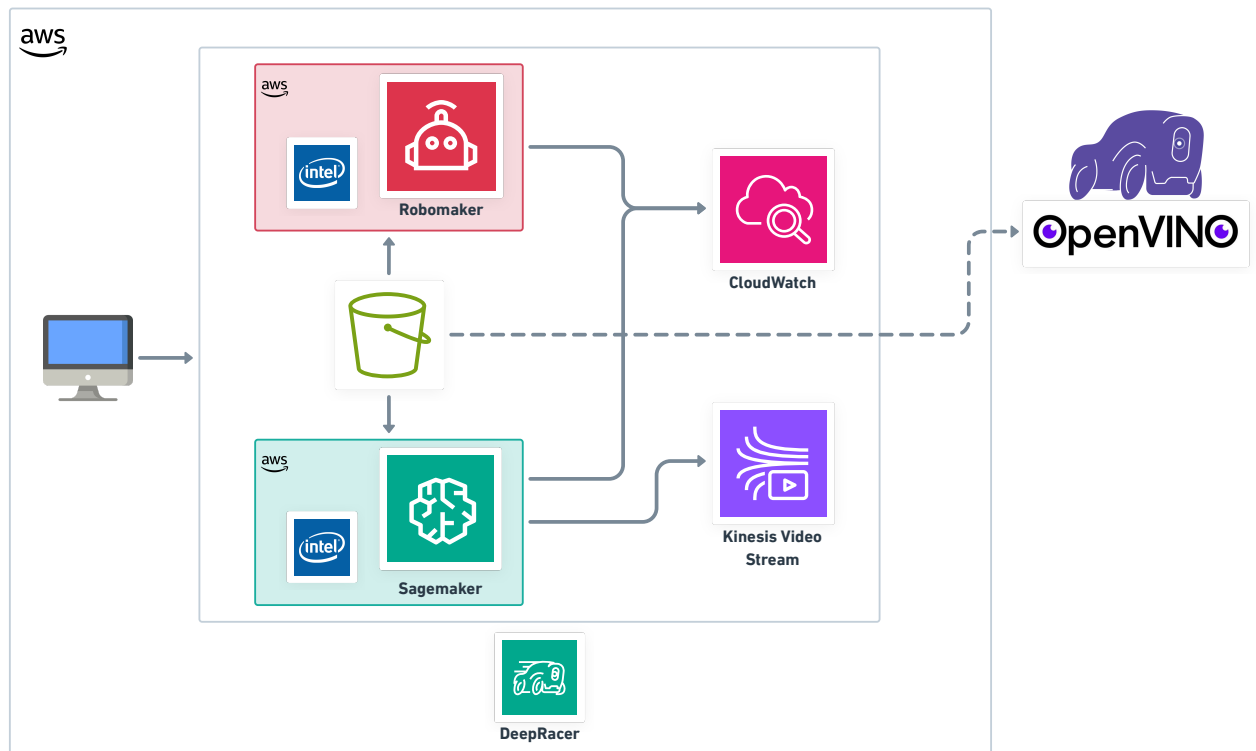 aws
aws
intel
Robomaker
CloudWatch
OpenVINO
aws
intel
Sagemaker
Kinesis Video
Stream
DeepRacer